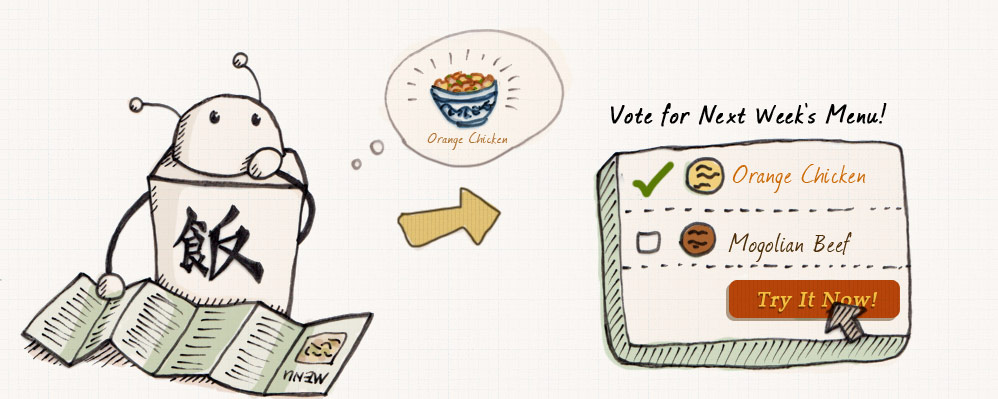 Orange Chicken
飯
MENU
Vote for Next Week's Menu!
Orange Chicken
Mogolian Beef
Try It Now!